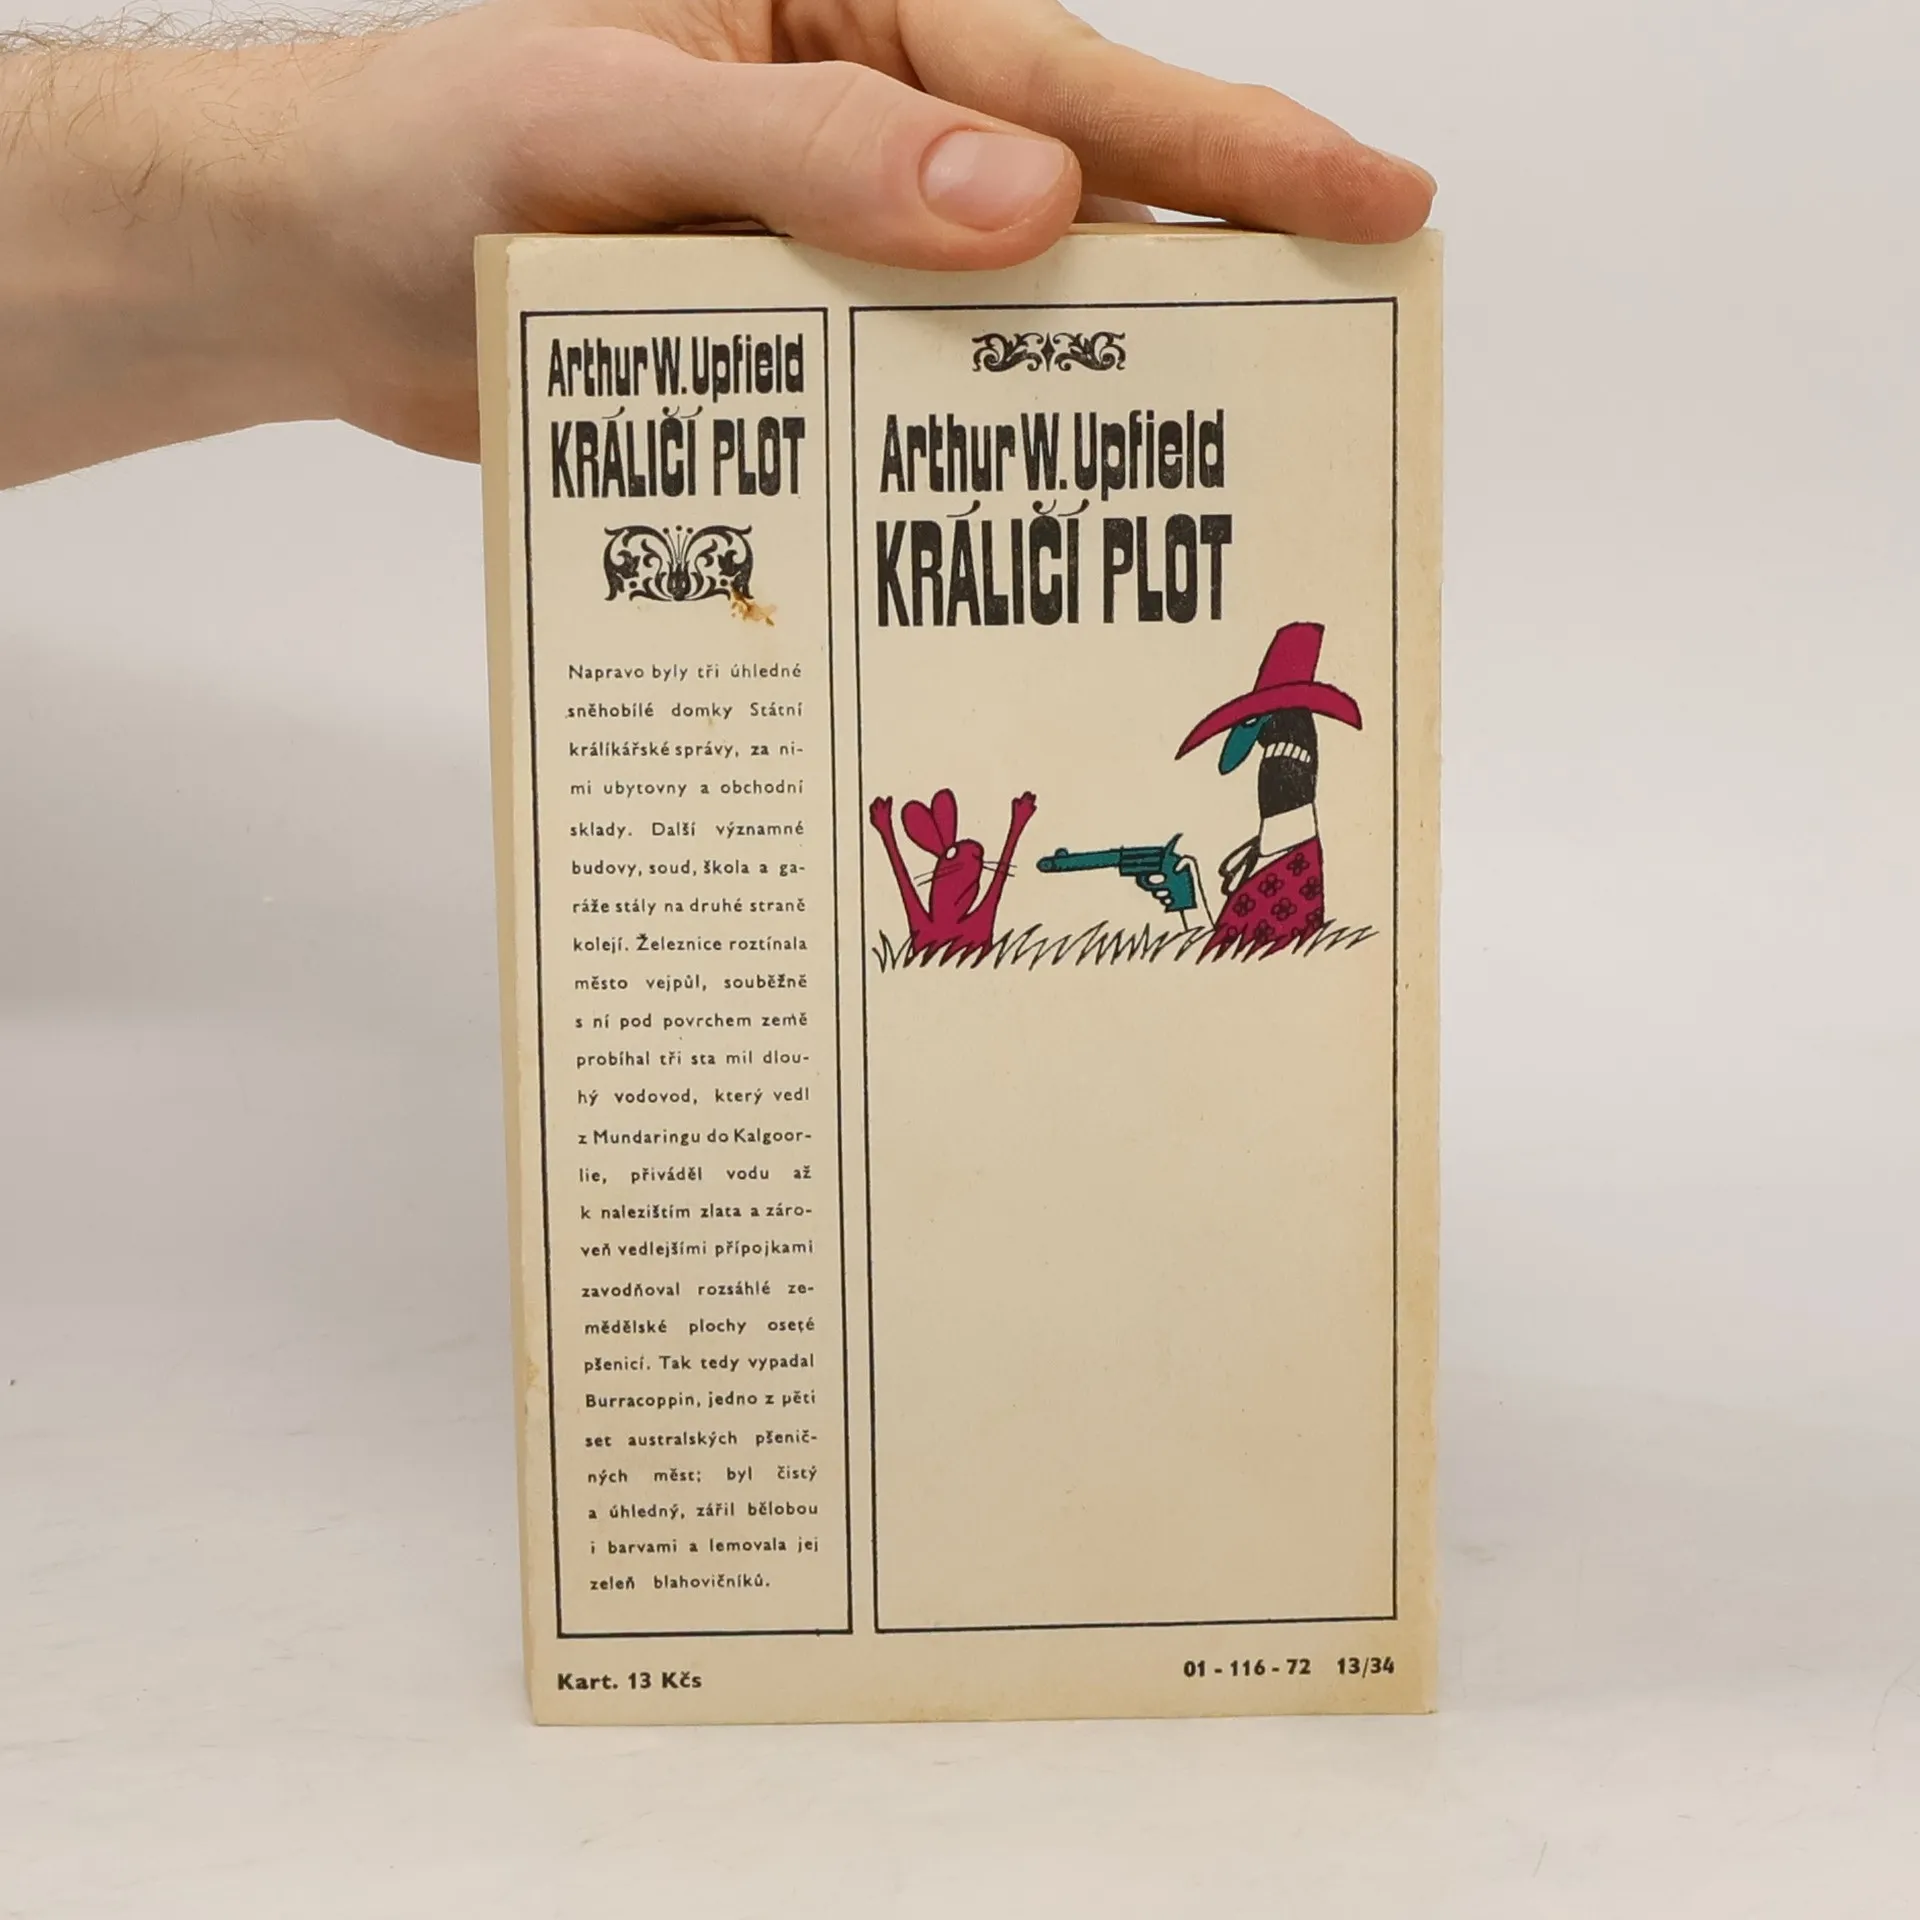 Arthur W. Upfield
KRÁLIČÍ PLOT
Napravo byly tři úhledné
sněhobílé domky Státní
králíkářské správy, za ni-
mi ubytovny a obchodní
sklady. Další významné
budovy, soud, škola a ga-
ráže stály na druhé straně
kolejí. Železnice roztínala
město vejpůl, souběžně
s ní pod povrchem země
probíhal tři sta mil dlou-
hý vodovod, který vedl
z Mundaringu do Kalgoor-
lie, přiváděl vodu až
k nalezištím zlata a záro-
veň vedlejšími přípojkami
zavodňoval rozsáhlé ze-
mědělské plochy oseté
pšenicí. Tak tedy vypadal
Burracoppin, jedno z pěti
set australských pšenič-
ných měst; byl čistý
a úhledný, zářil bělobou
i barvami a lemovala jej
zeleň blahovičníků.
Arthur W. Upfield
KRÁLIČÍ PLOT
Kart. 13 Kčs
01 - 116 - 72 13/34